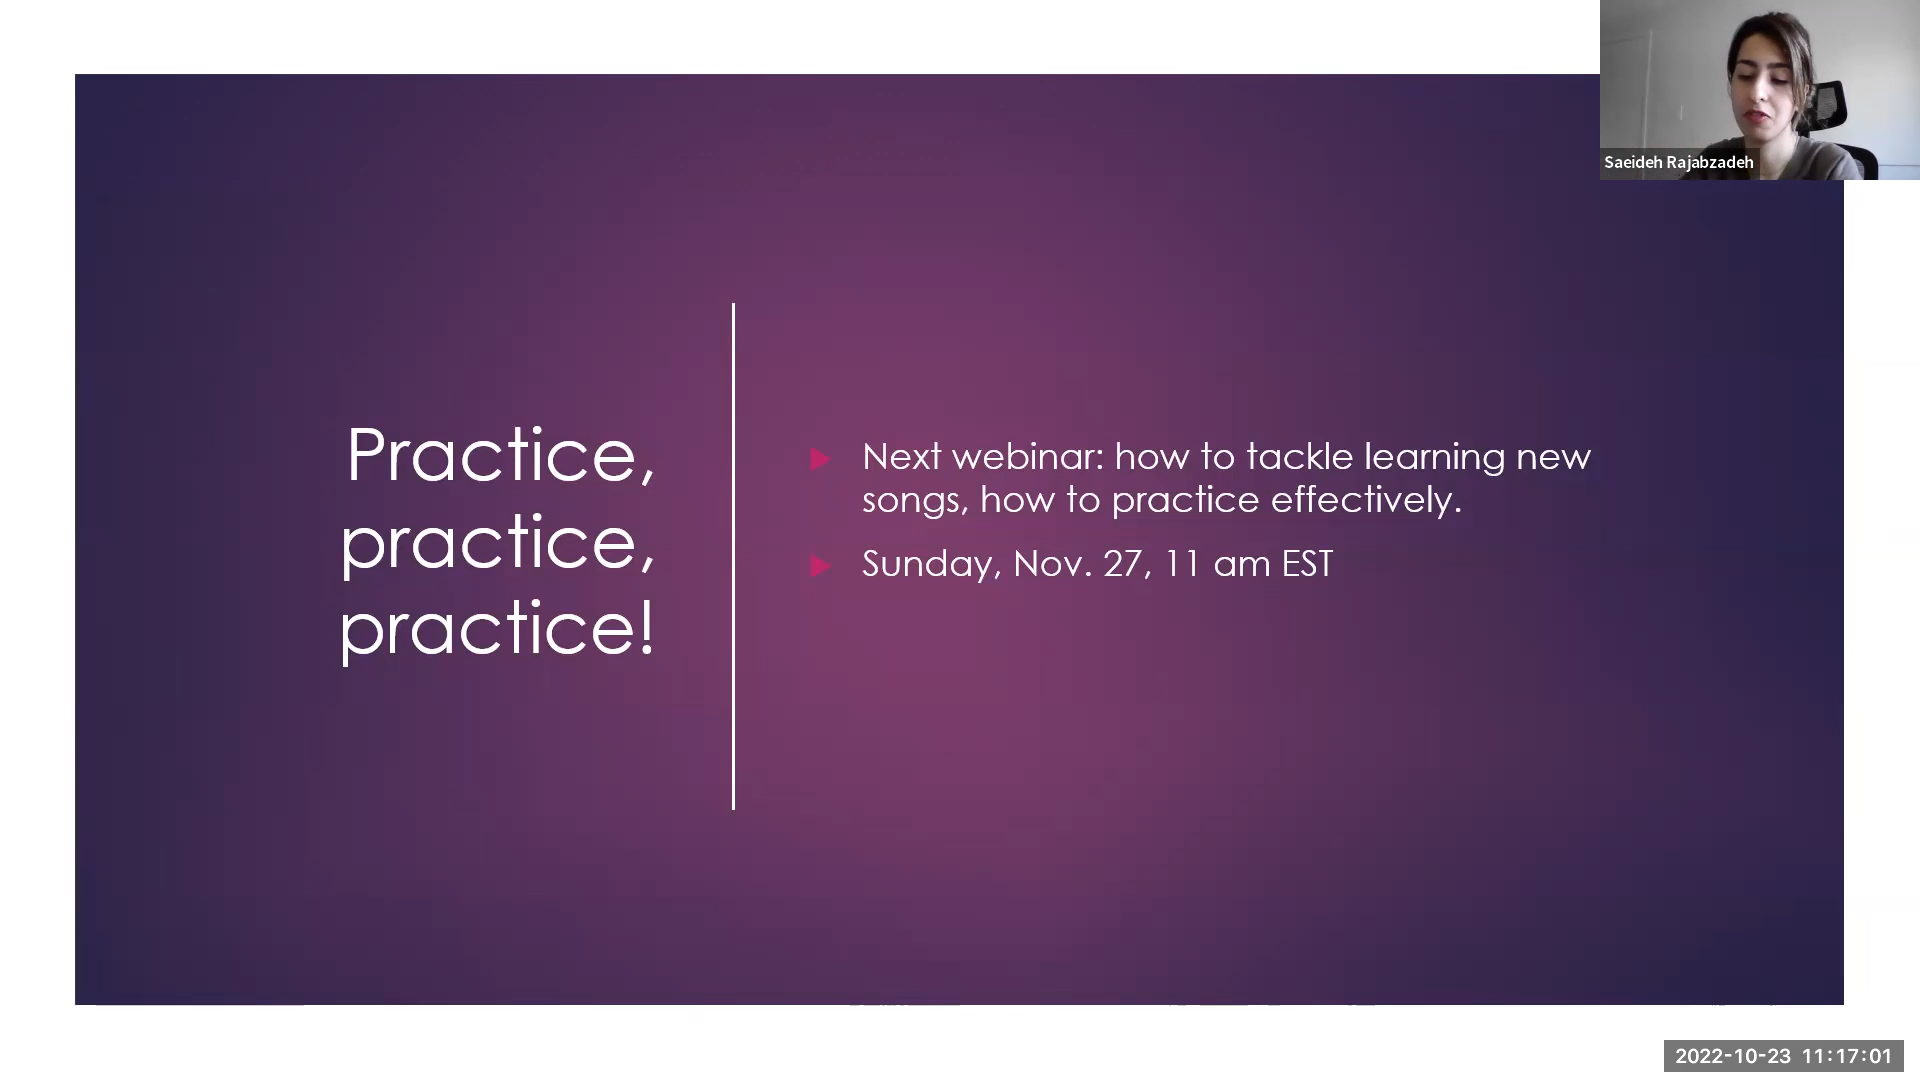 Saeideh Rajabzadeh
Practice,
practice,
practice!
Next webinar: how to tackle learning new
songs, how to practice effectively.
Sunday, Nov. 27, 11 am EST
2022-10-23 11:17:01